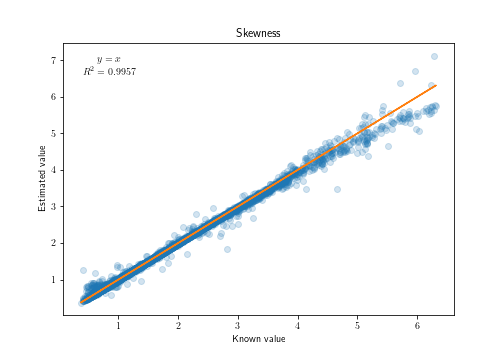 Skewness
y = x
R² = 0.9957
7
6
5
4
3
2
1
Estimated value
1 2 3 4 5 6
Known value